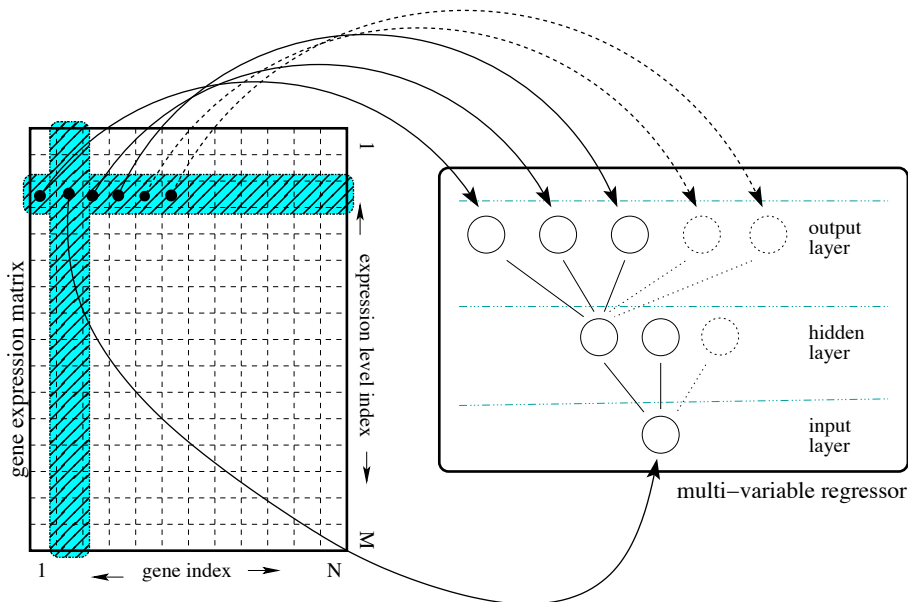 gene expression matrix
1
expression level index
M
1
gene index
N
output
layer
hidden
layer
input
layer
multi−variable regressor